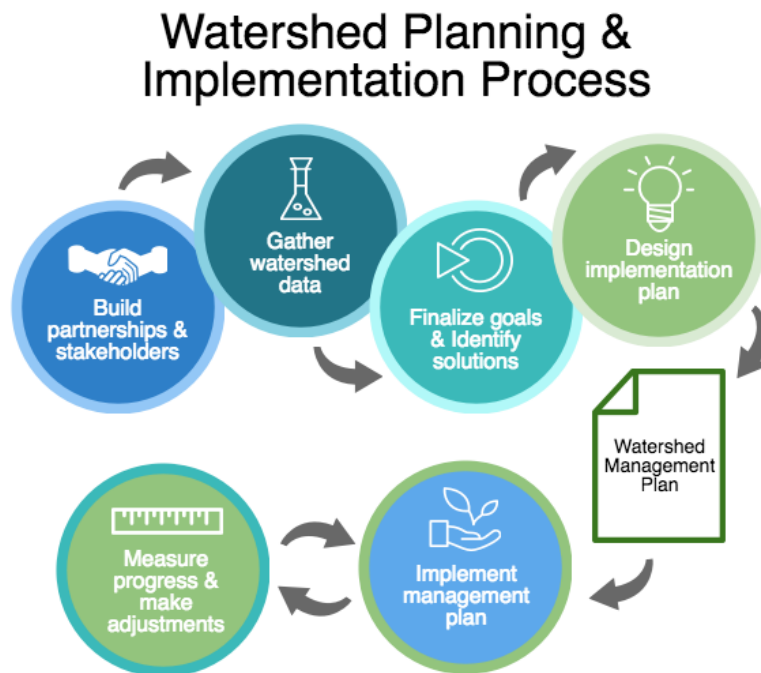 Watershed Planning &
Implementation Process
Build
partnerships &
stakeholders
Gather
watershed
data
Finalize goals
& Identify
solutions
Design
implementation
plan
Watershed
Management
Plan
Implement
management
plan
Measure
progress &
make
adjustments